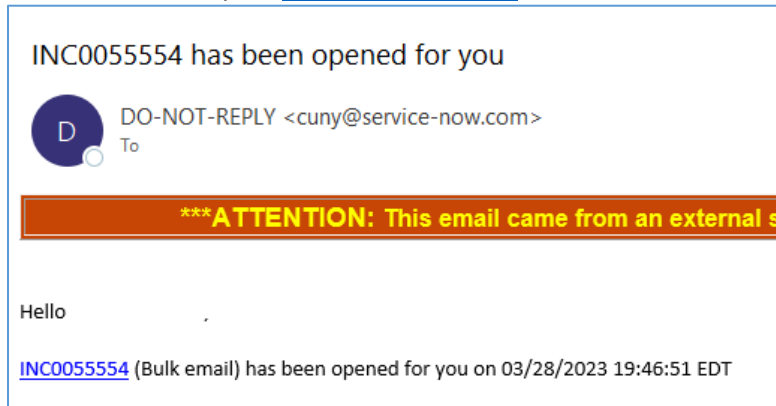 INC0055554 has been opened for you
D
DO-NOT-REPLY <cuny@service-now.com>
To
***ATTENTION: This email came from an external s
Hello ,
INC0055554 (Bulk email) has been opened for you on 03/28/2023 19:46:51 EDT